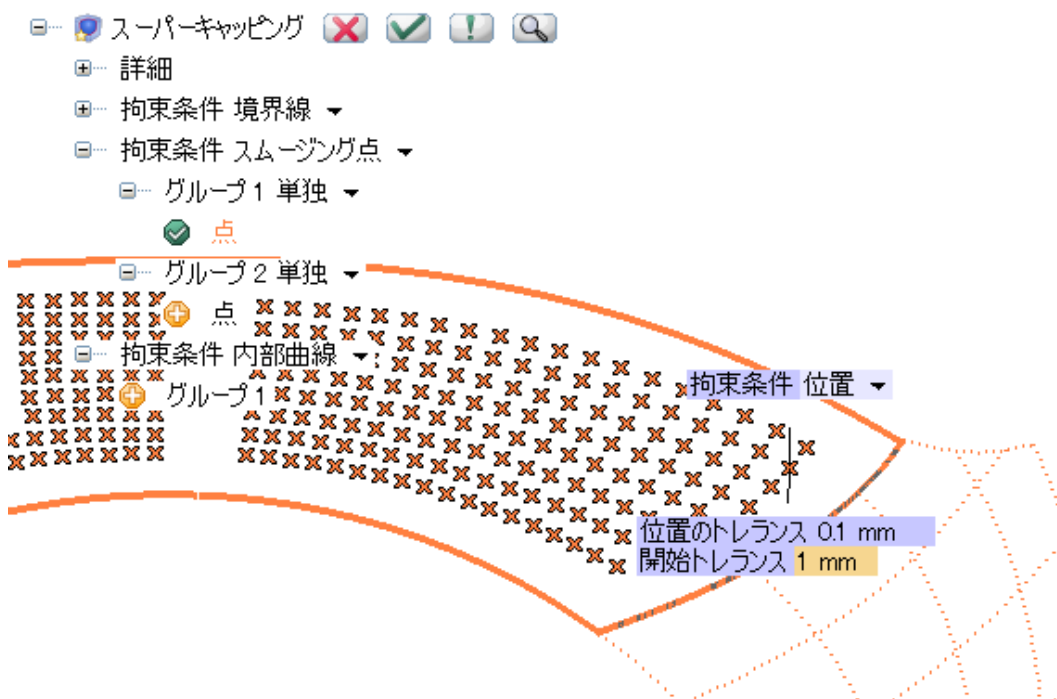 スーパーキャッピング
詳細
拘束条件 境界線
拘束条件 スムージング点
グループ1 単独
点
グループ2 単独
点
拘束条件 内部曲線
グループ1
拘束条件 位置
位置のトレランス 0.1 mm
開始トレランス 1 mm